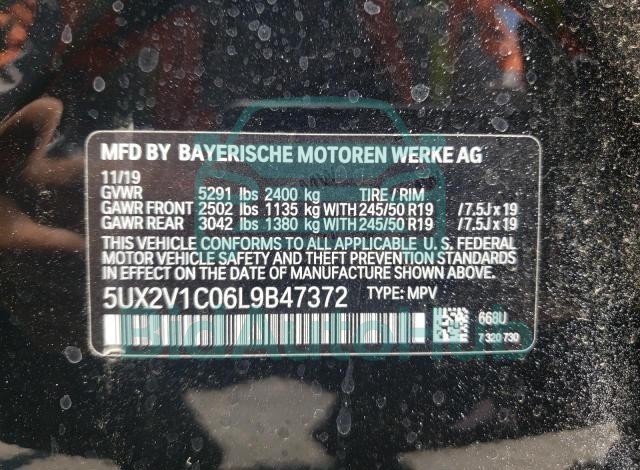 MFD BY BAYERISCHE MOTOREN WERKE AG
11/19
GVWR 5291 lbs 2400 kg TIRE / RIM
GAWR FRONT 2502 lbs 1135 kg WITH 245/50 R19 / 7.5J x 19
GAWR REAR 3042 lbs 1380 kg WITH 245/50 R19 / 7.5J x 19
THIS VEHICLE CONFORMS TO ALL APPLICABLE U. S. FEDERAL
MOTOR VEHICLE SAFETY, AND THEFT PREVENTION STANDARDS
IN EFFECT ON THE DATE OF MANUFACTURE SHOWN ABOVE.
5UX2V1C06L9B47372 TYPE: MPV
668U
7 320 730